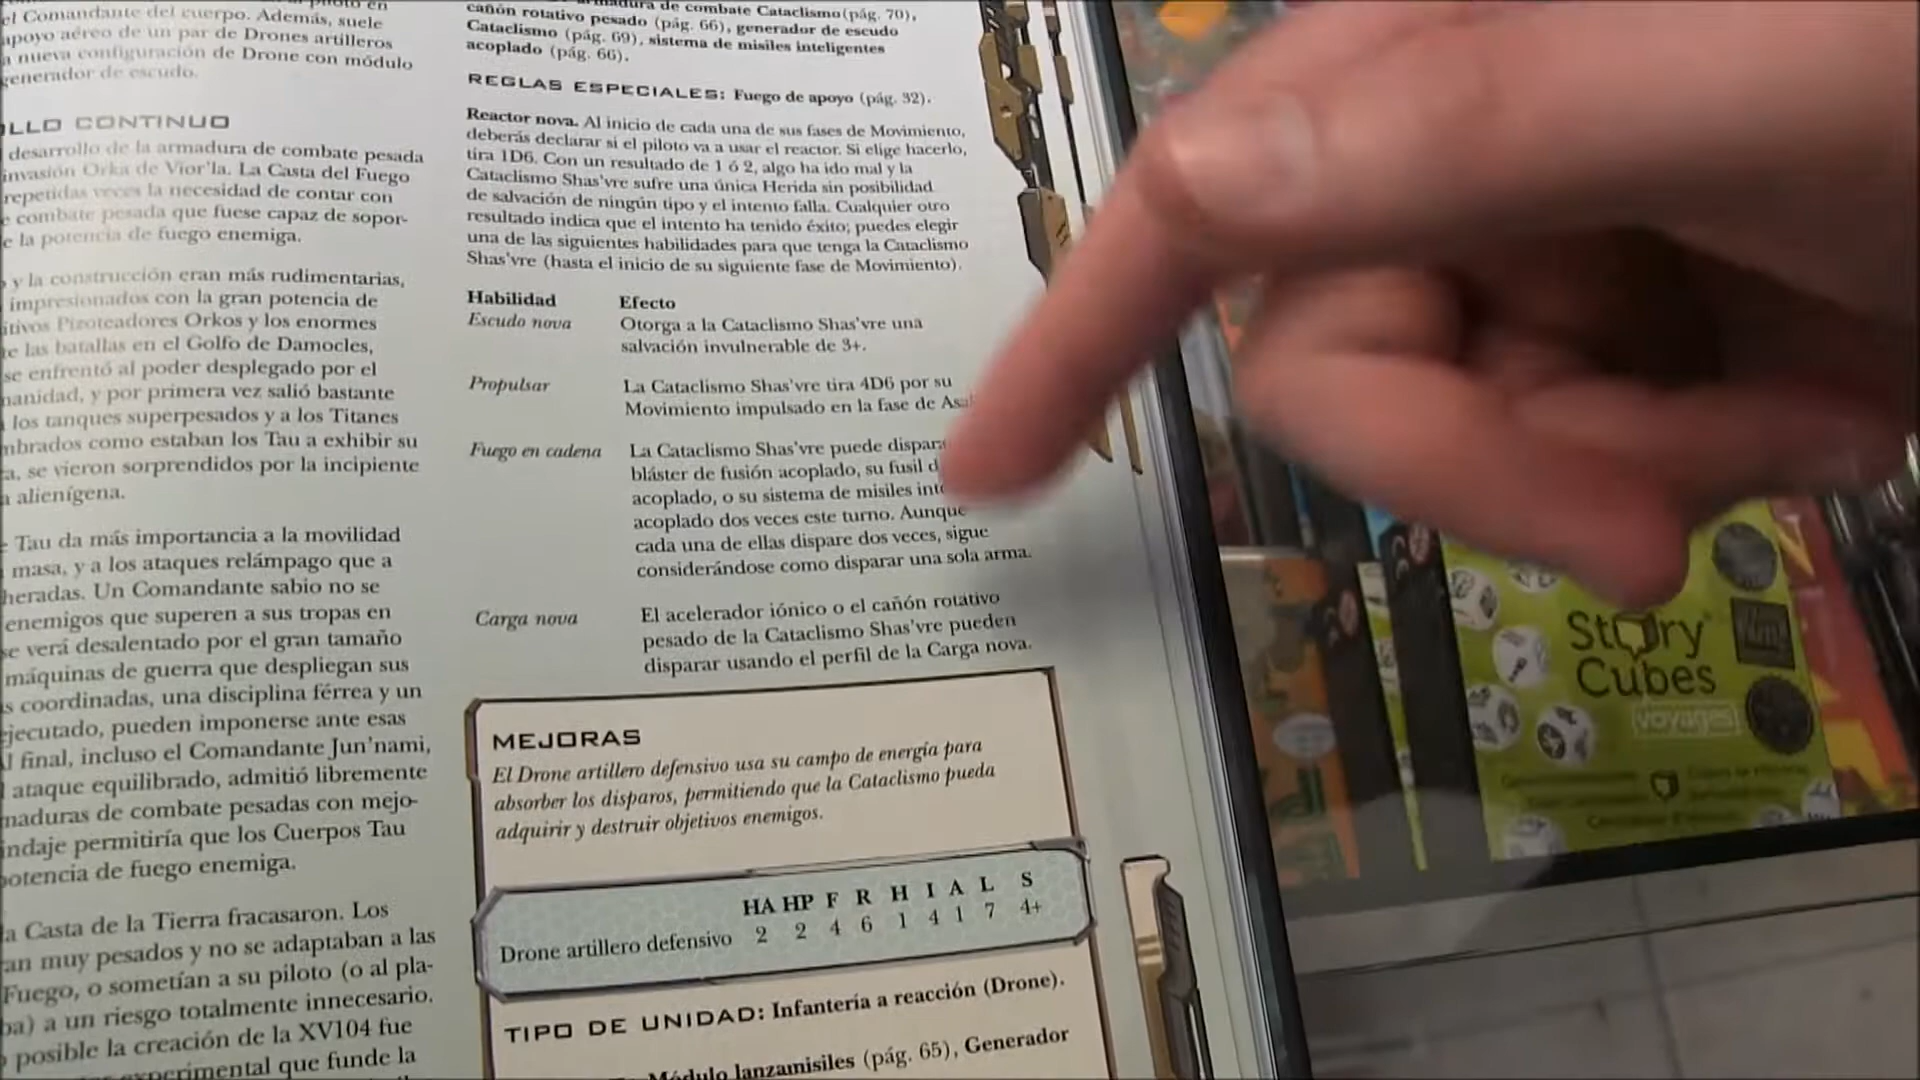 el Comandante del cuerpo. Además, suele
apoyo aéreo de un par de Drones artilleros
a nueva configuración de Drone con módulo
generador de escudo.
OLLO CONTINUO
desarrollo de la armadura de combate pesada
invasión Orka de Vior'la. La Casta del Fuego
repetidas veces la necesidad de contar con
e combate pesada que fuese capaz de sopor-
e la potencia de fuego enemiga.
y la construcción eran más rudimentarias,
impresionados con la gran potencia de
itivos Pisoteadores Orkos y los enormes
te las batallas en el Golfo de Damocles,
se enfrentó al poder desplegado por el
manidad, y por primera vez salió bastante
los tanques superpesados y a los Titanes
mbrados como estaban los Tau a exhibir su
a, se vieron sorprendidos por la incipiente
a alienígena.
Tau da más importancia a la movilidad
masa, y a los ataques relámpago que a
heradas. Un Comandante sabio no se
enemigos que superen a sus tropas en
se verá desalentado por el gran tamaño
máquinas de guerra que despliegan sus
s coordinadas, una disciplina férrea y un
ejecutado, pueden imponerse ante esas
Al final, incluso el Comandante Jun'nami,
ataque equilibrado, admitió libremente
maduras de combate pesadas con mejo-
indaje permitiría que los Cuerpos Tau
potencia de fuego enemiga.
a Casta de la Tierra fracasaron. Los
an muy pesados y no se adaptaban a las
Fuego, o sometían a su piloto (o al pla-
ba) a un riesgo totalmente innecesario.
posible la creación de la XV104 fue
experimental que funde la
armadura de combate Cataclismo(pág. 70),
cañón rotativo pesado (pág. 66), generador de escudo
Cataclismo (pág. 69), sistema de misiles inteligentes
acoplado (pág. 66).
REGLAS ESPECIALES: Fuego de apoyo (pág. 32).
Reactor nova. Al inicio de cada una de sus fases de Movimiento,
deberás declarar si el piloto va a usar el reactor. Si elige hacerlo,
tira 1D6. Con un resultado de 1 ó 2, algo ha ido mal y la
Cataclismo Shas'vre sufre una única Herida sin posibilidad
de salvación de ningún tipo y el intento falla. Cualquier otro
resultado indica que el intento ha tenido éxito; puedes elegir
una de las siguientes habilidades para que tenga la Cataclismo
Shas'vre (hasta el inicio de su siguiente fase de Movimiento).
Habilidad Efecto
Escudo nova Otorga a la Cataclismo Shas'vre una
salvación invulnerable de 3+.
Propulsar La Cataclismo Shas'vre tira 4D6 por su
Movimiento impulsado en la fase de Asa
Fuego en cadena La Cataclismo Shas'vre puede dispara
bláster de fusión acoplado, su fusil d
acoplado, o su sistema de misiles inte
acoplado dos veces este turno. Aunque
cada una de ellas dispare dos veces, sigue
considerándose como disparar una sola arma.
Carga nova El acelerador iónico o el cañón rotativo
pesado de la Cataclismo Shas'vre pueden
disparar usando el perfil de la Carga nova.
MEJORAS
El Drone artillero defensivo usa su campo de energía para
absorber los disparos, permitiendo que la Cataclismo pueda
adquirir y destruir objetivos enemigos.
HA HP F R H I A L S
Drone artillero defensivo 2 2 4 6 1 4 1 7 4+
TIPO DE UNIDAD: Infantería a reacción (Drone).
Módulo lanzamisiles (pág. 65), Generador
Story
Cubes
voyages